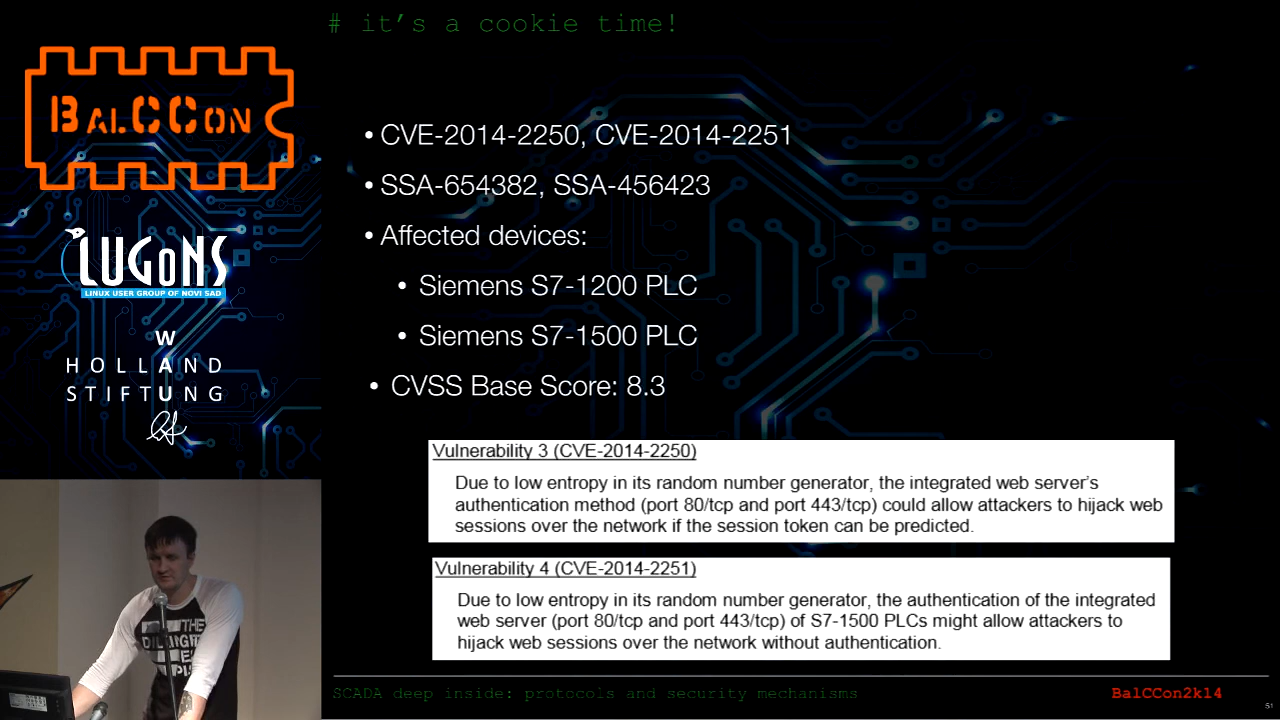 # it's a cookie time!
BALCCON
LUGoNS
LINUX USER GROUP OF NOVI SAD
W
HOLLAND
STIFTUNG
• CVE-2014-2250, CVE-2014-2251
• SSA-654382, SSA-456423
• Affected devices:
• Siemens S7-1200 PLC
• Siemens S7-1500 PLC
• CVSS Base Score: 8.3
Vulnerability 3 (CVE-2014-2250)
Due to low entropy in its random number generator, the integrated web server's
authentication method (port 80/tcp and port 443/tcp) could allow attackers to hijack web
sessions over the network if the session token can be predicted.
Vulnerability 4 (CVE-2014-2251)
Due to low entropy in its random number generator, the authentication of the integrated
web server (port 80/tcp and port 443/tcp) of S7-1500 PLCs might allow attackers to
hijack web sessions over the network without authentication.
THE
SCADA deep inside: protocols and security mechanisms
BalCCon2k14
51